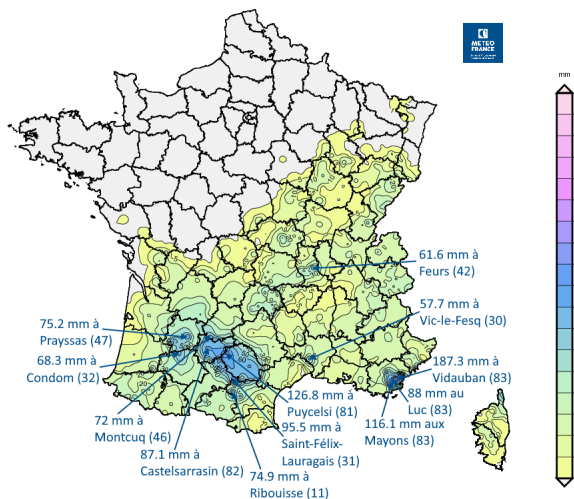 METEO
FRANCE
mm
61.6 mm à
Feurs (42)
57.7 mm à
Vic-le-Fesq (30)
75.2 mm à
Prayssas (47)
68.3 mm à
Condom (32)
187.3 mm à
Vidauban (83)
88 mm au
Luc (83)
116.1 mm aux
Mayons (83)
126.8 mm à
Puycelsi (81)
72 mm à
Montcuq (46)
95.5 mm à
Saint-Félix-
Lauragais (31)
87.1 mm à
Castelsarrasin (82)
74.9 mm à
Ribouisse (11)